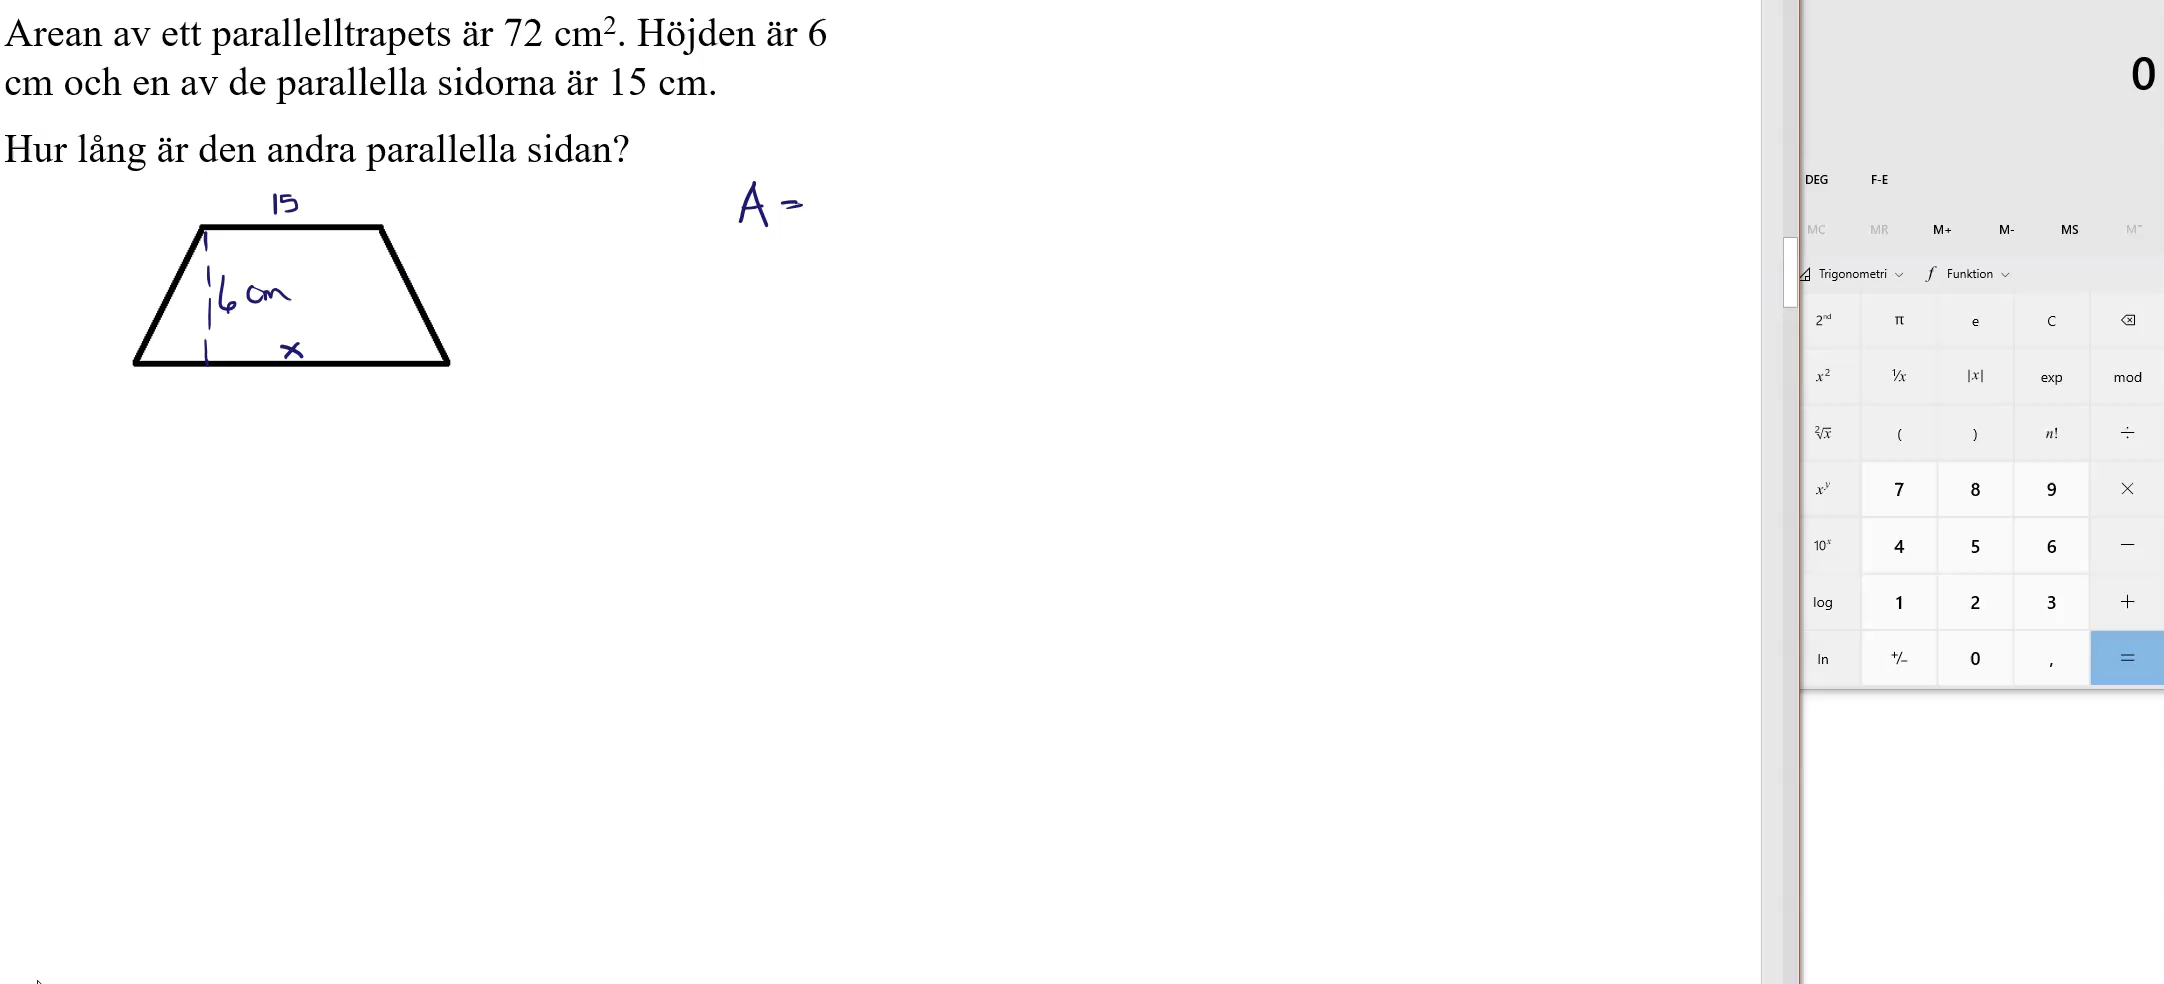 Arean av ett parallelltrapets är 72 cm². Höjden är 6
cm och en av de parallella sidorna är 15 cm.
Hur lång är den andra parallella sidan?
15
A =
6 cm
x
0
DEG F-E
MC MR M+ M- MS M˅
Trigonometri f Funktion
2ⁿᵈ π e C
x² ¹/x |x| exp mod
²√x ( ) n! ÷
xʸ 7 8 9 ×
10ˣ 4 5 6 −
log 1 2 3 +
ln +/− 0 , =